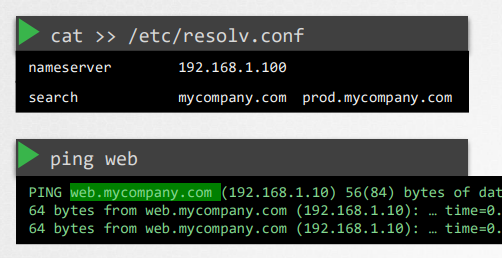 cat >> /etc/resolv.conf
nameserver 192.168.1.100
search mycompany.com prod.mycompany.com
ping web
PING web.mycompany.com (192.168.1.10) 56(84) bytes of dat
64 bytes from web.mycompany.com (192.168.1.10): … time=0.
64 bytes from web.mycompany.com (192.168.1.10): … time=0.